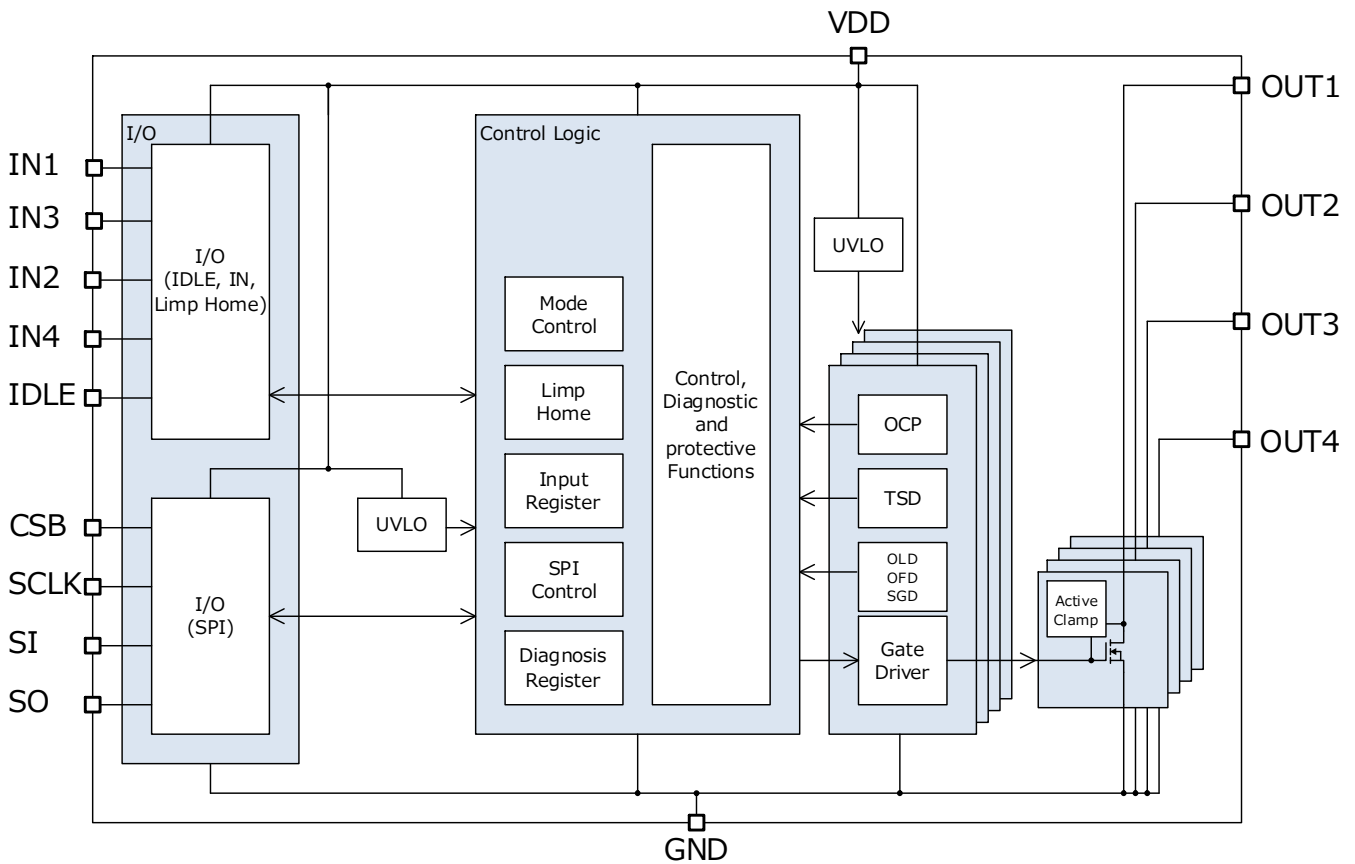 VDD
OUT1
OUT2
OUT3
OUT4
I/O
IN1
IN3
IN2
IN4
IDLE
I/O
(IDLE, IN,
Limp Home)
CSB
SCLK
SI
SO
I/O
(SPI)
UVLO
Control Logic
Mode
Control
Limp
Home
Input
Register
SPI
Control
Diagnosis
Register
Control,
Diagnostic
and
protective
Functions
UVLO
OCP
TSD
OLD
OFD
SGD
Gate
Driver
Active
Clamp
GND